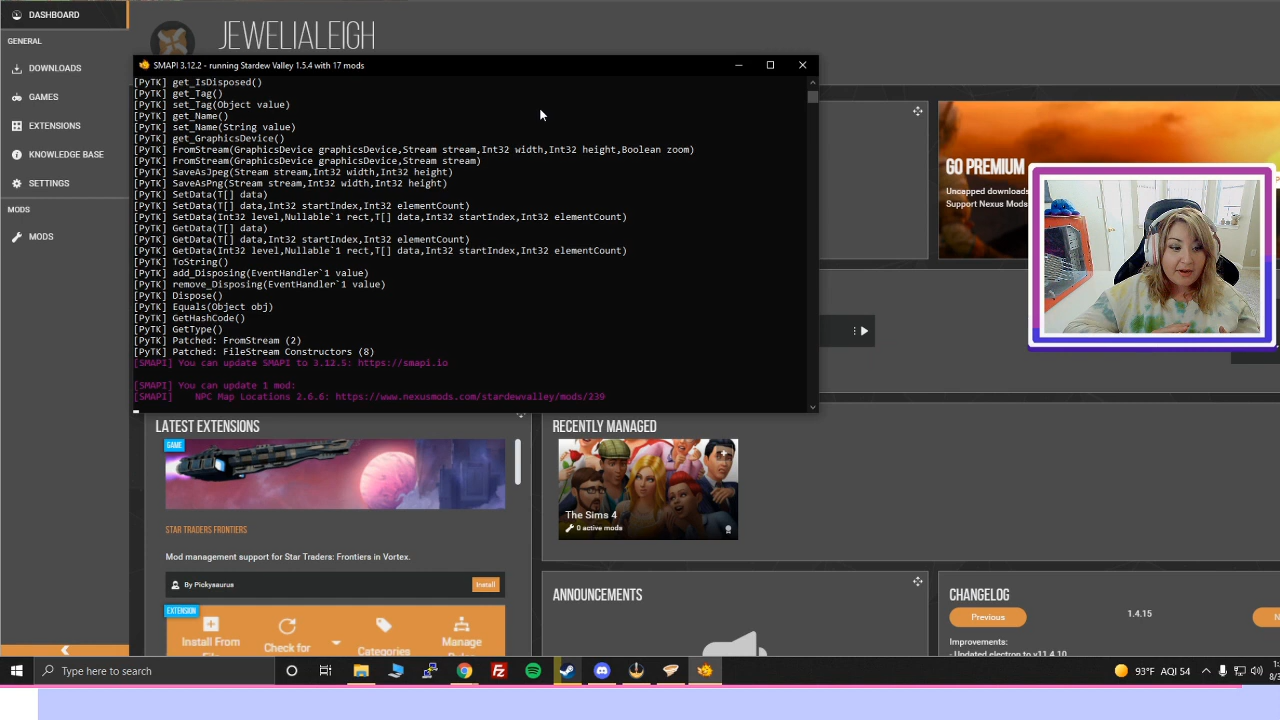 DASHBOARD
GENERAL
DOWNLOADS
GAMES
EXTENSIONS
KNOWLEDGE BASE
SETTINGS
MODS
MODS
JEWELIALEIGH
SMAPI 3.12.2 - running Stardew Valley 1.5.4 with 17 mods
[PyTK] get_IsDisposed()
[PyTK] get_Tag()
[PyTK] set_Tag(Object value)
[PyTK] get_Name()
[PyTK] set_Name(String value)
[PyTK] get_GraphicsDevice()
[PyTK] FromStream(GraphicsDevice graphicsDevice,Stream stream,Int32 width,Int32 height,Boolean zoom)
[PyTK] FromStream(GraphicsDevice graphicsDevice,Stream stream)
[PyTK] SaveAsJpeg(Stream stream,Int32 width,Int32 height)
[PyTK] SaveAsPng(Stream stream,Int32 width,Int32 height)
[PyTK] SetData(T[] data)
[PyTK] SetData(T[] data,Int32 startIndex,Int32 elementCount)
[PyTK] SetData(Int32 level,Nullable`1 rect,T[] data,Int32 startIndex,Int32 elementCount)
[PyTK] GetData(T[] data)
[PyTK] GetData(T[] data,Int32 startIndex,Int32 elementCount)
[PyTK] GetData(Int32 level,Nullable`1 rect,T[] data,Int32 startIndex,Int32 elementCount)
[PyTK] ToString()
[PyTK] add_Disposing(EventHandler`1 value)
[PyTK] remove_Disposing(EventHandler`1 value)
[PyTK] Dispose()
[PyTK] Equals(Object obj)
[PyTK] GetHashCode()
[PyTK] GetType()
[PyTK] Patched: FromStream (2)
[PyTK] Patched: FileStream Constructors (8)
[SMAPI] You can update SMAPI to 3.12.5: https://smapi.io
[SMAPI] You can update 1 mod:
[SMAPI] NPC Map Locations 2.6.6: https://www.nexusmods.com/stardewvalley/mods/239
GO PREMIUM
Uncapped downloads
Support Nexus Mods
LATEST EXTENSIONS
GAME
STAR TRADERS FRONTIERS
Mod management support for Star Traders: Frontiers in Vortex.
By Pickysaurus
Install
EXTENSION
Install From
Check for
Categories
Manage
RECENTLY MANAGED
The Sims 4
0 active mods
ANNOUNCEMENTS
CHANGELOG
Previous
1.4.15
Improvements:
- Updated electron to v11.4.10
Type here to search
93°F AQI 54